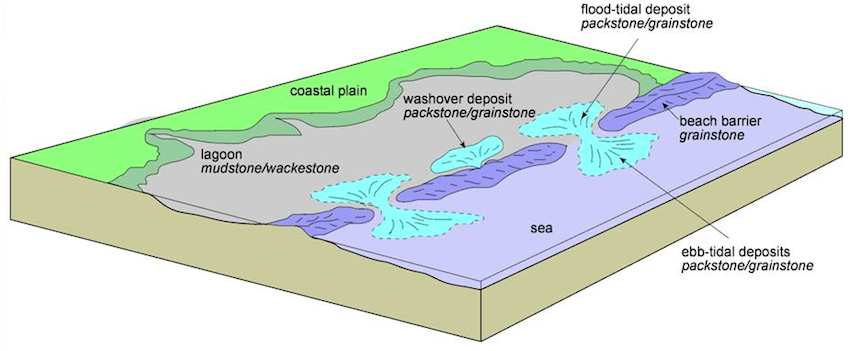 flood-tidal deposit
packstone/grainstone
coastal plain
washover deposit
packstone/grainstone
beach barrier
grainstone
lagoon
mudstone/wackestone
sea
ebb-tidal deposits
packstone/grainstone